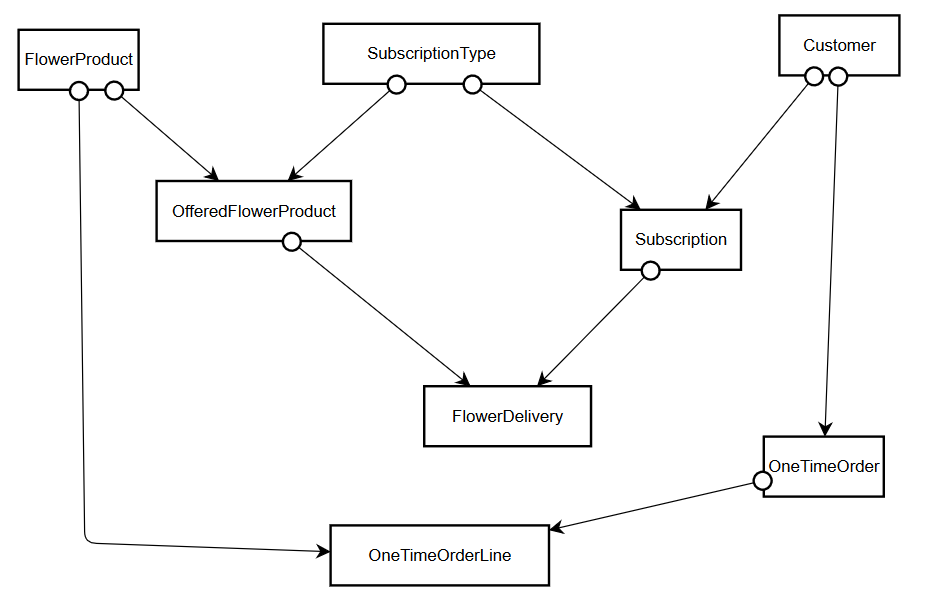 FlowerProduct
SubscriptionType
Customer
OfferedFlowerProduct
Subscription
FlowerDelivery
OneTimeOrder
OneTimeOrderLine